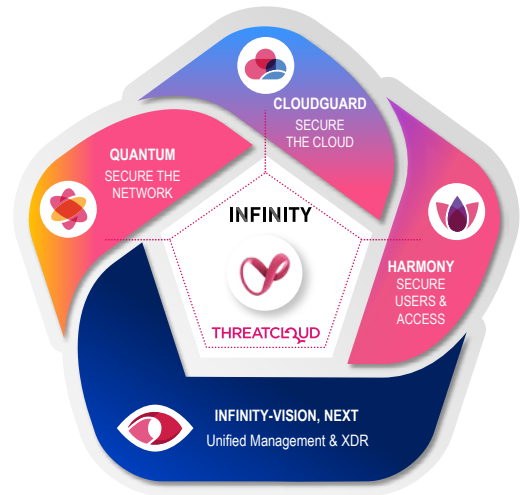 CLOUDGUARD
SECURE
THE CLOUD
QUANTUM
SECURE THE
NETWORK
INFINITY
THREATCLOUD
HARMONY
SECURE
USERS &
ACCESS
INFINITY-VISION, NEXT
Unified Management & XDR